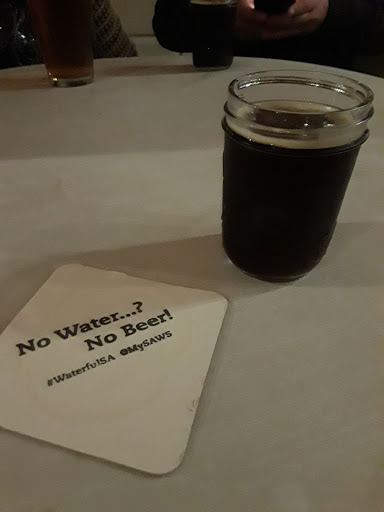 No Water...?
No Beer!
#WaterfulSA @MySAWS